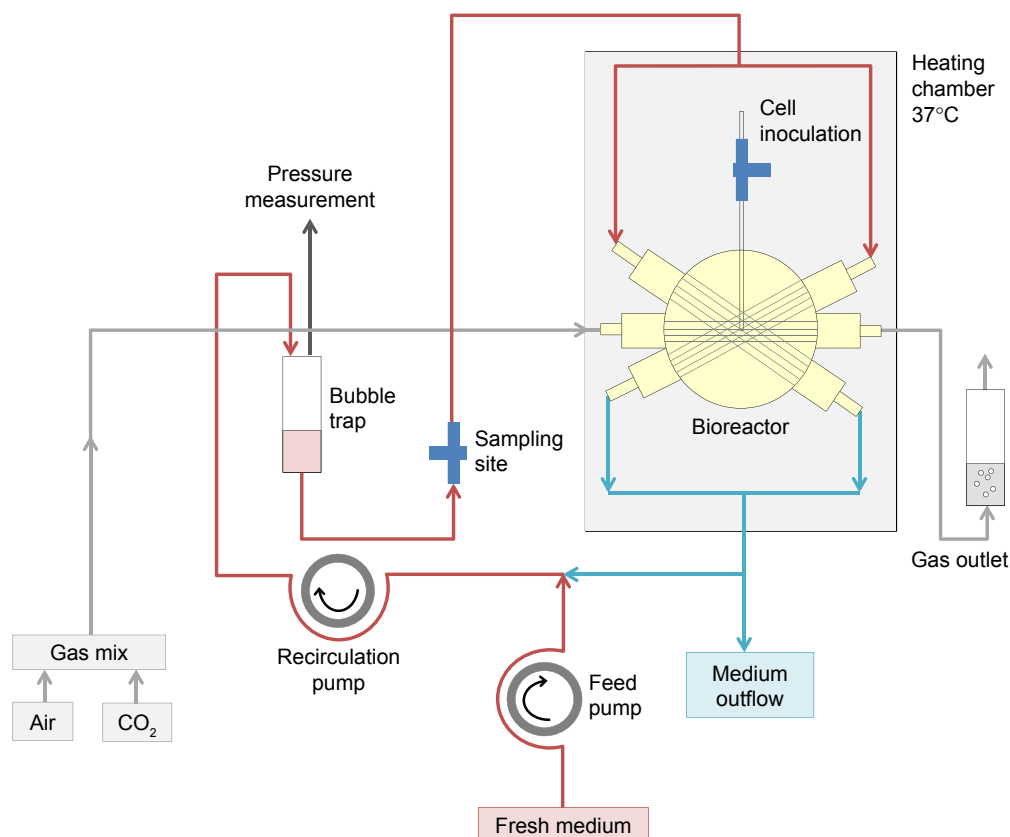 Heating
chamber
37°C
Cell
inoculation
Pressure
measurement
Bubble
trap
Sampling
site
Bioreactor
Gas outlet
Gas mix
Air
CO₂
Recirculation
pump
Feed
pump
Medium
outflow
Fresh medium